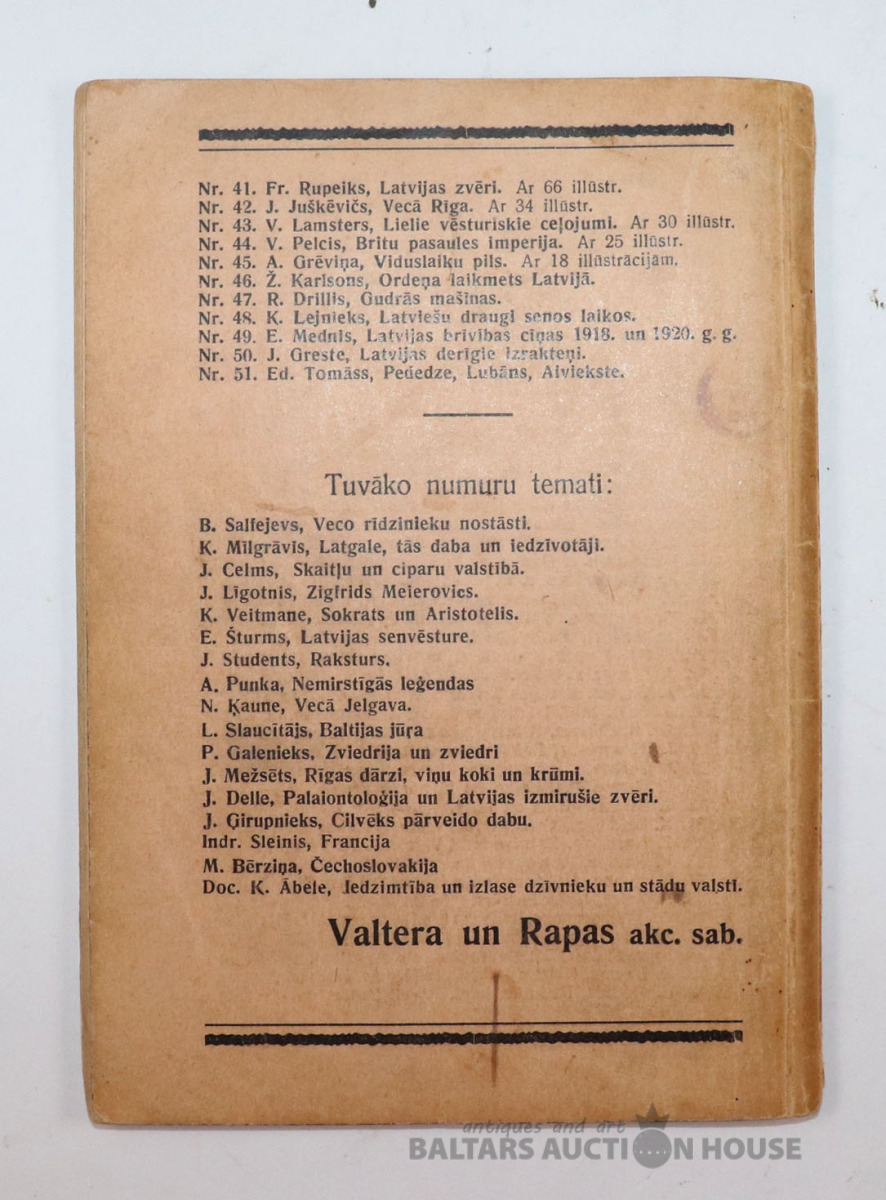 Nr. 41. Fr. Rupeiks, Latvijas zvēri. Ar 66 illūstr.
Nr. 42. J. Juškēvičs, Vecā Rīga. Ar 34 illūstr.
Nr. 43. V. Lamsters, Lielie vēsturiskie ceļojumi. Ar 30 illūstr.
Nr. 44. V. Pelcis, Britu pasaules imperija. Ar 25 illūstr.
Nr. 45. A. Grēviņa, Viduslaiku pils. Ar 18 illūstrācijām.
Nr. 46. Ž. Karlsons, Ordeņa laikmets Latvijā.
Nr. 47. R. Drillis, Gudrās mašīnas.
Nr. 48. K. Lejnieks, Latviešu draugi senos laikos.
Nr. 49. E. Mednis, Latvijas brīvības cīņas 1918. un 1920. g. g.
Nr. 50. J. Greste, Latvijas derīgie izrakteņi.
Nr. 51. Ed. Tomāss, Pededze, Lubāns, Aiviekste.
Tuvāko numuru temati:
B. Salfejevs, Veco rīdzinieku nostāsti.
K. Milgrāvis, Latgale, tās daba un iedzīvotāji.
J. Celms, Skaitļu un ciparu valstībā.
J. Līgotnis, Zigfrids Meierovics.
K. Veitmane, Sokrats un Aristotelis.
E. Šturms, Latvijas senvēsture.
J. Students, Raksturs.
A. Punka, Nemirstīgās leģendas
N. Ķaune, Vecā Jelgava.
L. Slaucītājs, Baltijas jūŗa
P. Galenieks, Zviedrija un zviedri
J. Mežsēts, Rīgas dārzi, viņu koki un krūmi.
J. Delle, Palaiontoloģija un Latvijas izmirušie zvēri.
J. Ģirupnieks, Cilvēks pārveido dabu.
Indr. Sleinis, Francija
M. Bērziņa, Čechoslovakija
Doc. K. Ābele, Iedzimtība un izlase dzīvnieku un stādu valstī.
Valtera un Rapas akc. sab.
antiques and art
BALTARS AUCTION HOUSE